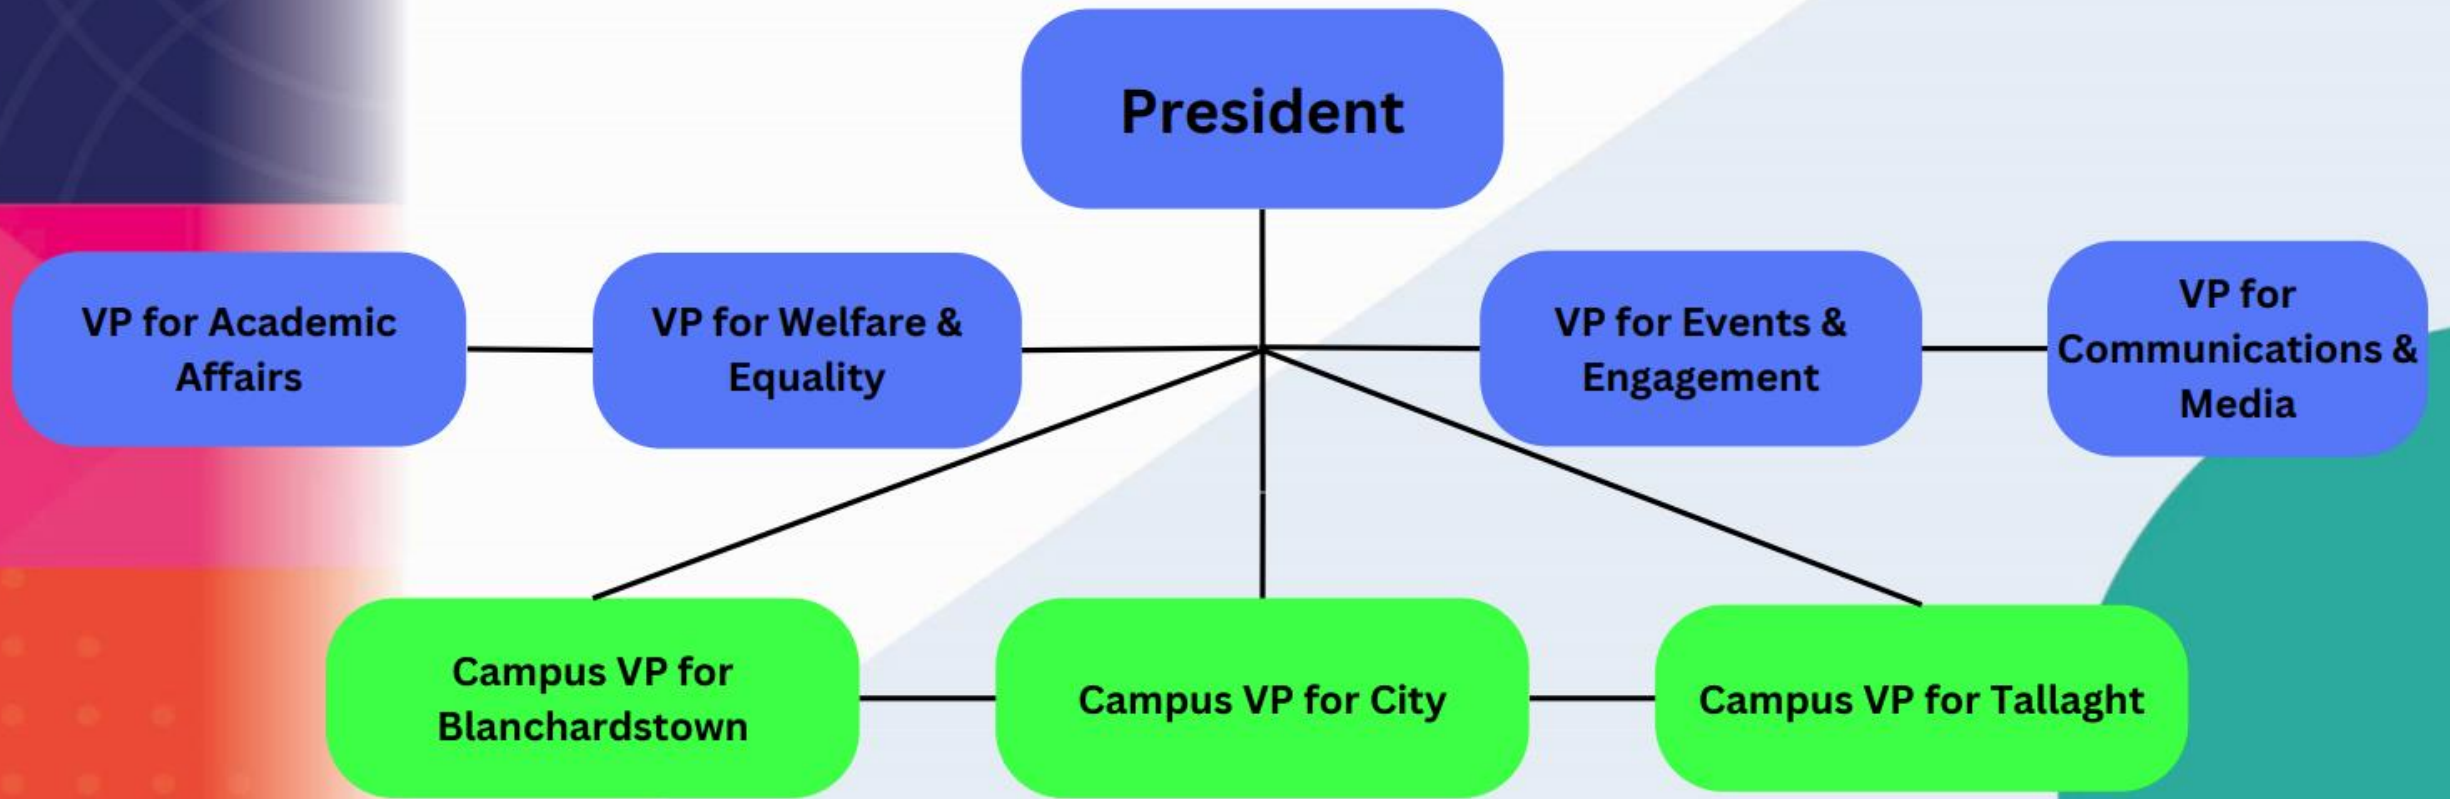 President
VP for Academic
Affairs
VP for Welfare &
Equality
VP for Events &
Engagement
VP for
Communications &
Media
Campus VP for
Blanchardstown
Campus VP for City
Campus VP for Tallaght